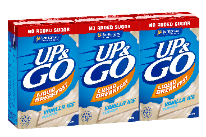 NO ADDED SUGAR NO ADDED SUGAR NO ADDED SUGAR
UP& UP& UP&
GO GO GO
LIQUID LIQUID LIQUID
BREAKFAST BREAKFAST BREAKFAST
VANILLA ICE VANILLA ICE VANILLA ICE